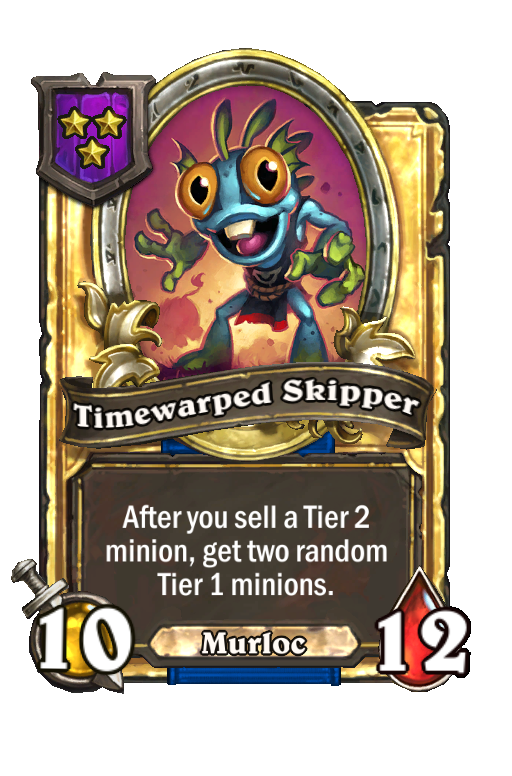 Timewarped Skipper
After you sell a Tier 2
minion, get two random
Tier 1 minions.
10
Murloc
12